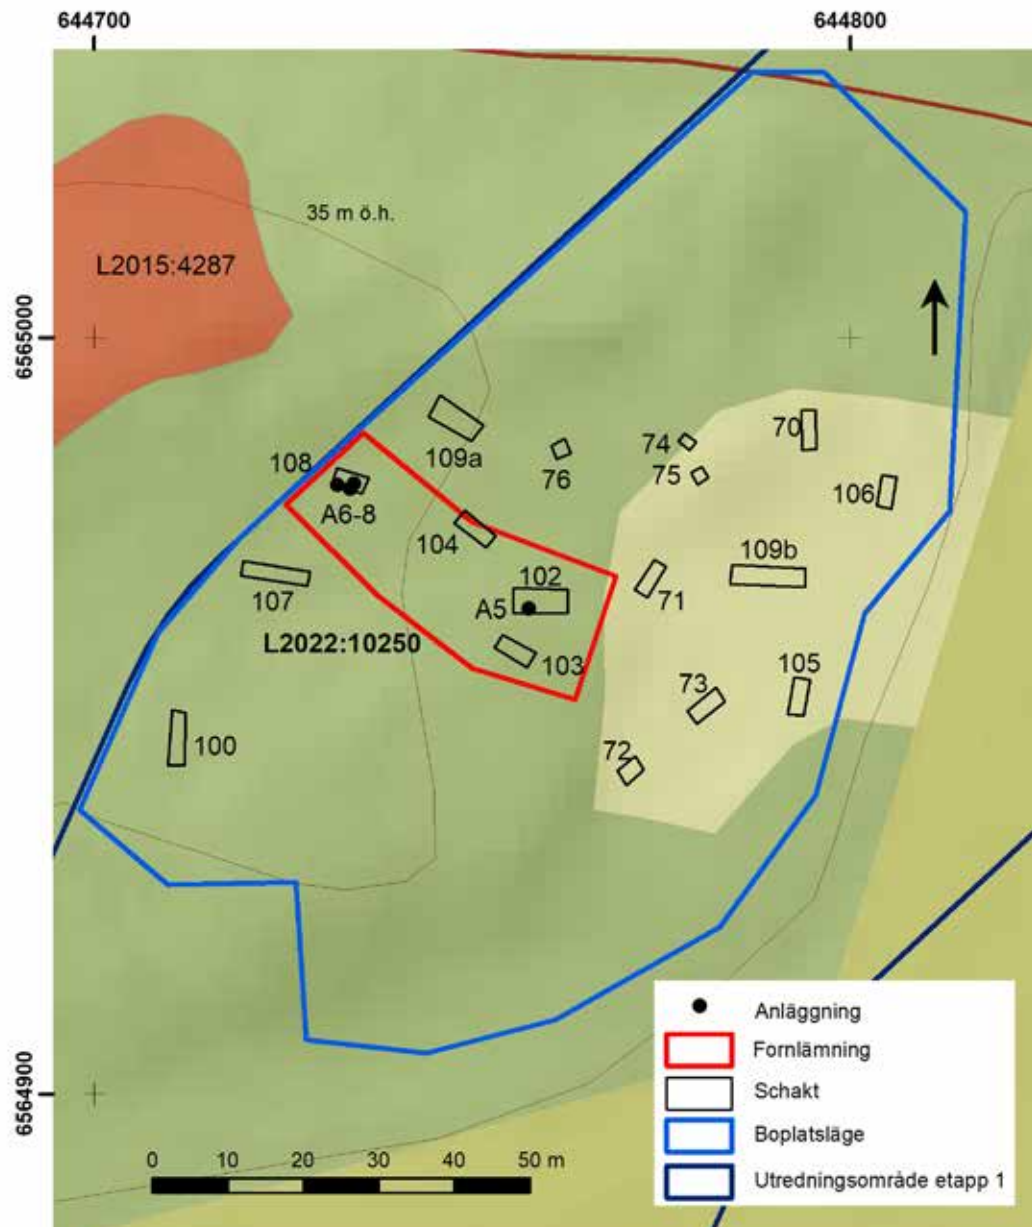 644700
644800
35 m ö.h.
L2015:4287
6565000
70
74
109a
76
75
108
106
A6-8
104
109b
102
71
107
A5
L2022:10250
103
105
73
100
72
6564900
Anläggning
Fornlämning
Schakt
Boplatsläge
Utredningsområde etapp 1
0 10 20 30 40 50 m